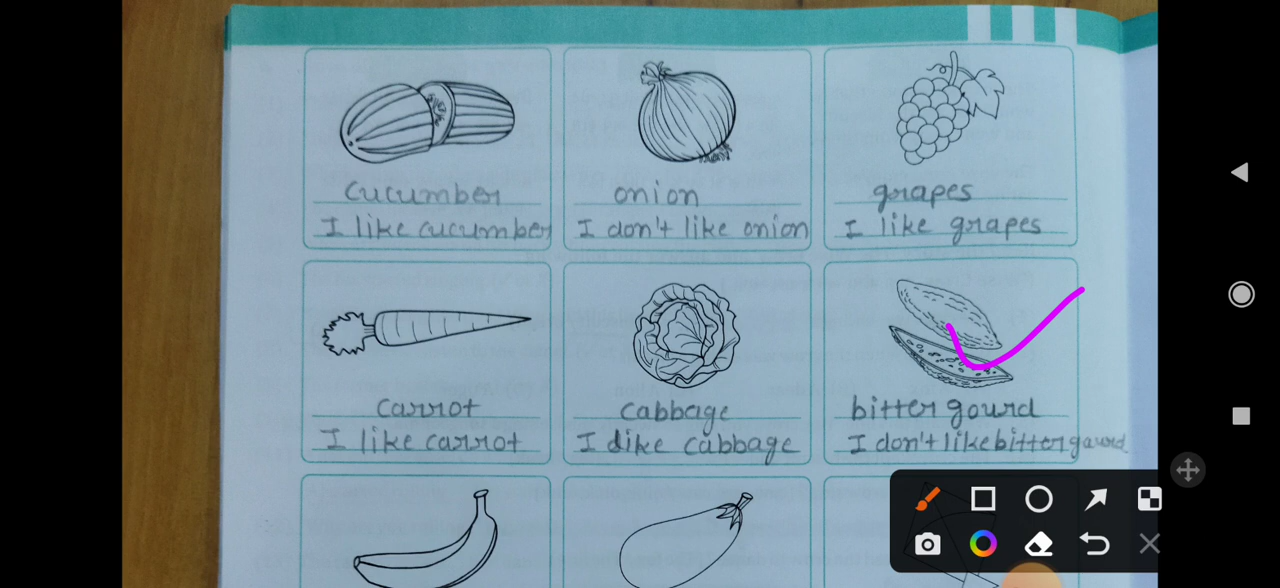 cucumber
I like cucumber
onion
I don't like onion
grapes
I like grapes
carrot
I like carrot
cabbage
I dike cabbage
bitter gourd
I don't like bitter gourd